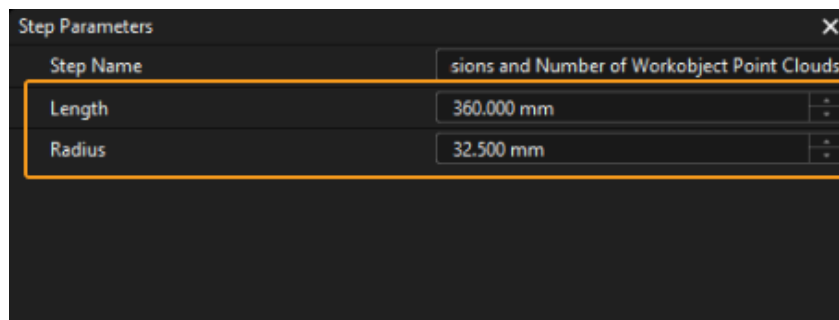 Step Parameters
Step Name sions and Number of Workobject Point Clouds
Length 360.000 mm
Radius 32.500 mm